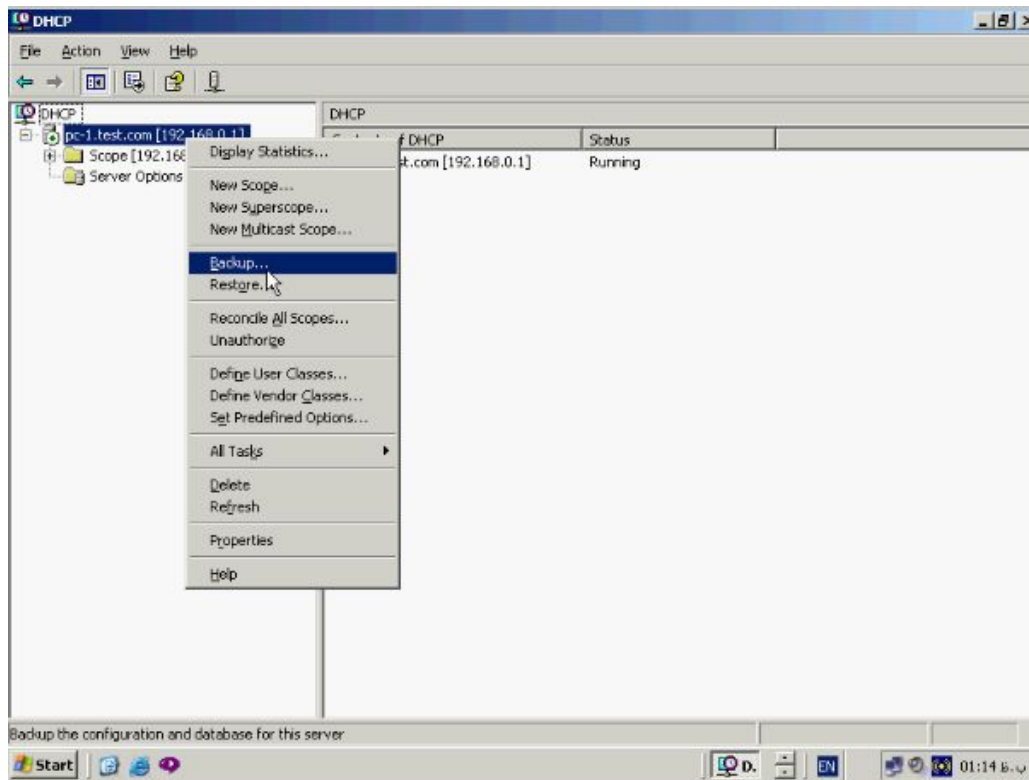 DHCP
File Action View Help
DHCP
pc-1.test.com [192.168.0.1]
Scope [192.168
Server Options
DHCP
f DHCP Status
st.com [192.168.0.1] Running
Display Statistics...
New Scope...
New Superscope...
New Multicast Scope...
Backup...
Restore..
Reconcile All Scopes...
Unauthorize
Define User Classes...
Define Vendor Classes...
Set Predefined Options...
All Tasks
Delete
Refresh
Properties
Help
Backup the configuration and database for this server
Start D. EN 01:14 ب.ظ